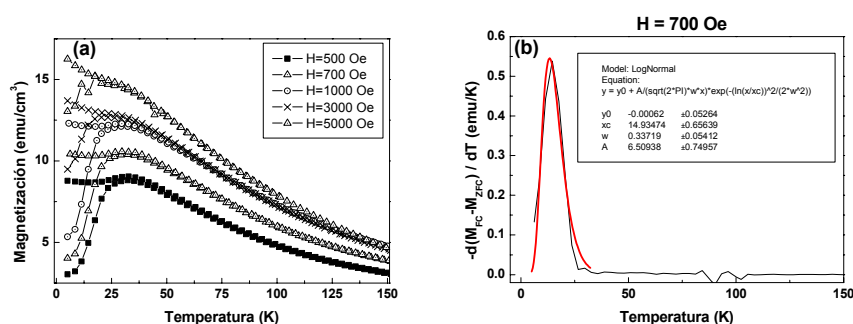 (a)
H=500 Oe
H=700 Oe
H=1000 Oe
H=3000 Oe
H=5000 Oe
Magnetización (emu/cm³)
15
10
5
0
25
50
75
100
125
150
Temperatura (K)
H = 700 Oe
(b)
Model: LogNormal
Equation:
y = y0 + A/(sqrt(2*PI)*w*x)*exp(-(ln(x/xc))^2/(2*w^2))
y0 -0.00062 ±0.05264
xc 14.93474 ±0.65639
w 0.33719 ±0.05412
A 6.50938 ±0.74957
-d(M_FC-M_ZFC) / dT (emu/K)
0.6
0.5
0.4
0.3
0.2
0.1
0.0
0
50
100
150
Temperatura (K)